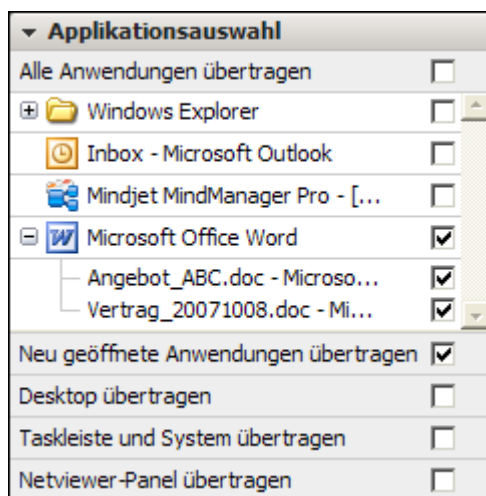 Applikationsauswahl
Alle Anwendungen übertragen
Windows Explorer
Inbox - Microsoft Outlook
Mindjet MindManager Pro - [...
Microsoft Office Word
Angebot_ABC.doc - Microso...
Vertrag_20071008.doc - Mi...
Neu geöffnete Anwendungen übertragen
Desktop übertragen
Taskleiste und System übertragen
Netviewer-Panel übertragen